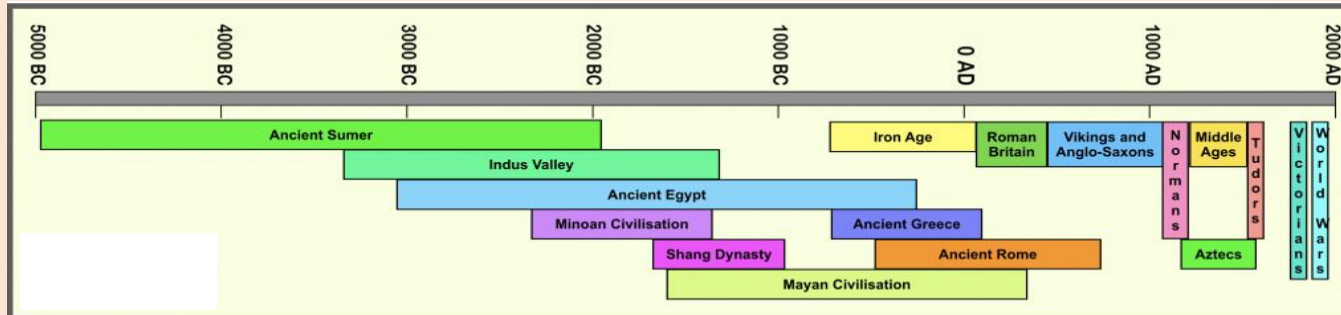 5000 BC
4000 BC
3000 BC
2000 BC
1000 BC
0 AD
1000 AD
2000 AD
Ancient Sumer
Iron Age
Roman
Britain
Vikings and
Anglo-Saxons
Normans
Middle
Ages
Tudors
Victorians
World Wars
Indus Valley
Ancient Egypt
Minoan Civilisation
Ancient Greece
Shang Dynasty
Ancient Rome
Aztecs
Mayan Civilisation